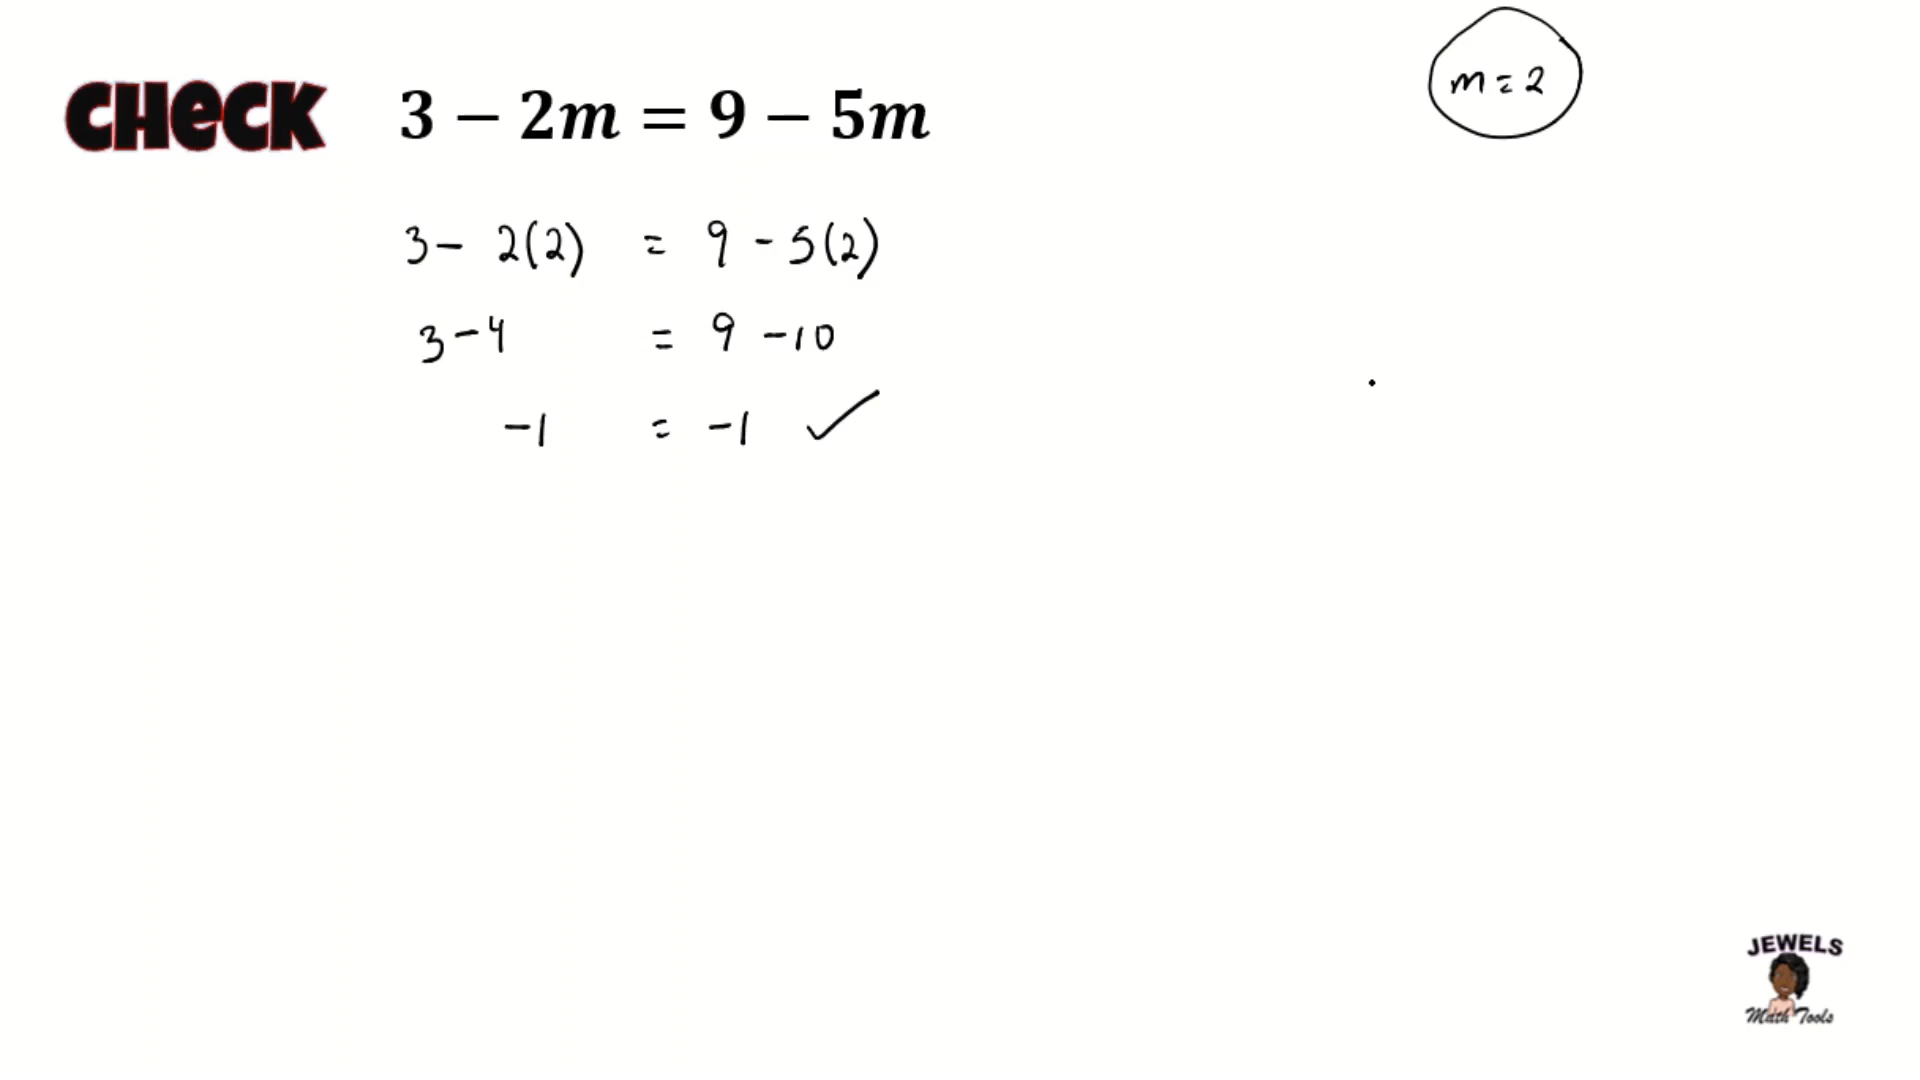 m = 2
CHeCK 3 − 2m = 9 − 5m
3 - 2(2) = 9 - 5(2)
3 - 4 = 9 - 10
-1 = -1 ✓
JEWELS
Math Tools